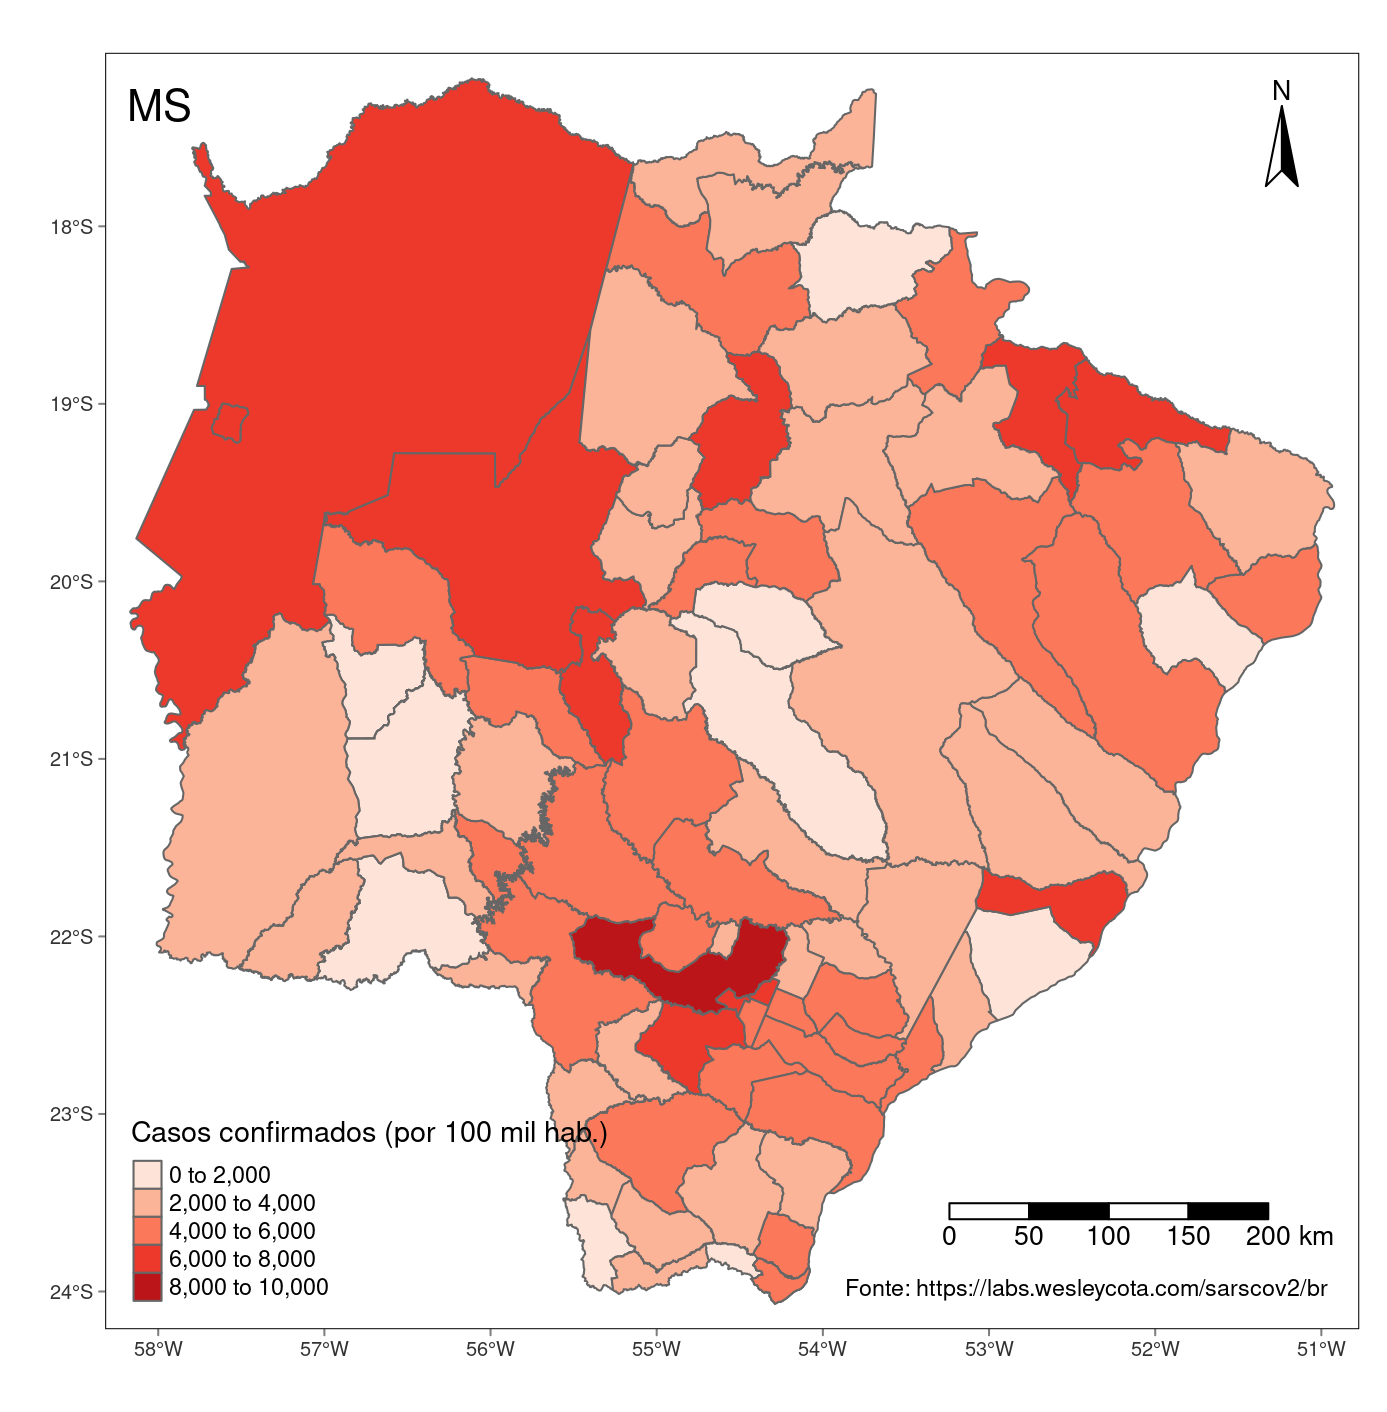 MS
N
18°S
19°S
20°S
21°S
22°S
23°S
24°S
Casos confirmados (por 100 mil hab.)
0 to 2,000
2,000 to 4,000
4,000 to 6,000
6,000 to 8,000
8,000 to 10,000
0 50 100 150 200 km
Fonte: https://labs.wesleycota.com/sarscov2/br
58°W 57°W 56°W 55°W 54°W 53°W 52°W 51°W